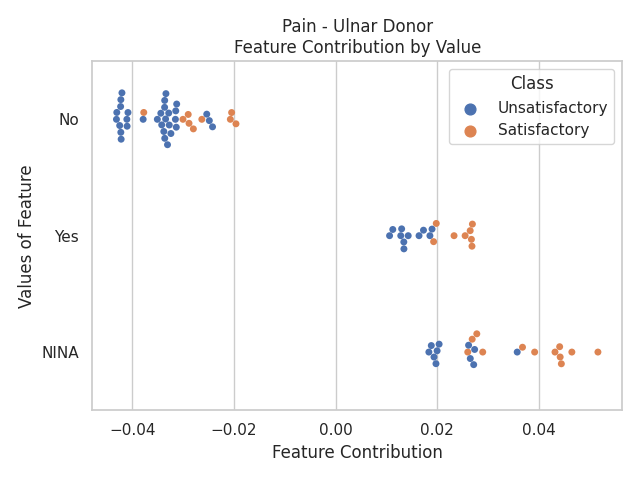 Pain - Ulnar Donor
Feature Contribution by Value
Class
Unsatisfactory
Satisfactory
No
Yes
NINA
Values of Feature
−0.04
−0.02
0.00
0.02
0.04
Feature Contribution